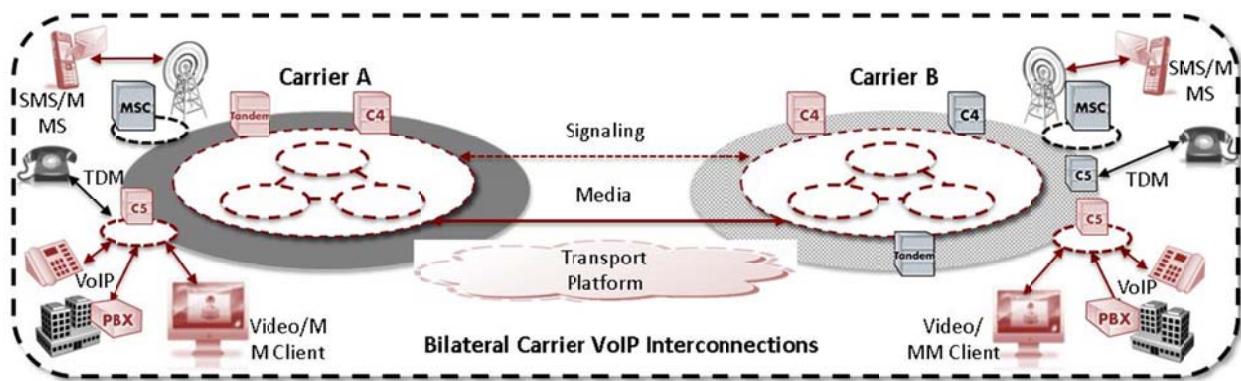 Carrier A
Carrier B
SMS/M
MS
MSC
Tandem
C4
Signaling
C4
C4
MSC
SMS/M
MS
TDM
C5
Media
C5
TDM
C5
VoIP
PBX
Video/M
M Client
Transport
Platform
Tandem
VoIP
PBX
Video/
MM Client
Bilateral Carrier VoIP Interconnections